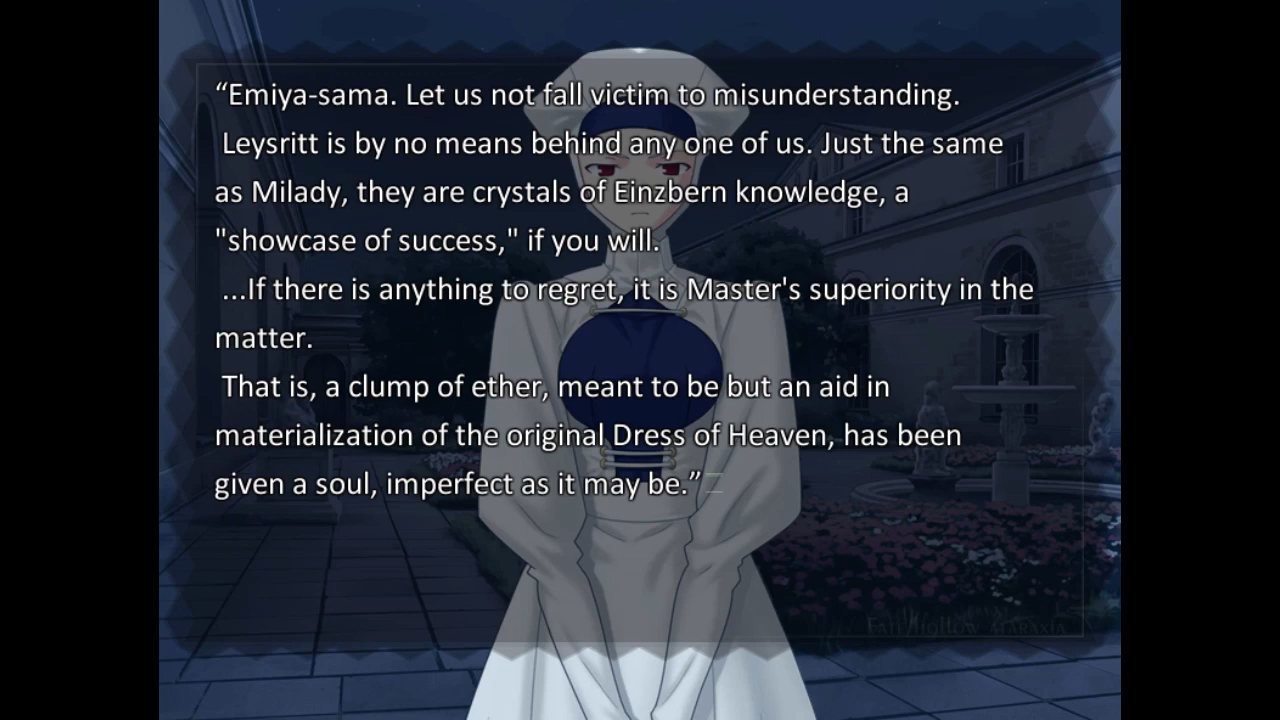 “Emiya-sama. Let us not fall victim to misunderstanding.
Leysritt is by no means behind any one of us. Just the same
as Milady, they are crystals of Einzbern knowledge, a
"showcase of success," if you will.
...If there is anything to regret, it is Master's superiority in the
matter.
That is, a clump of ether, meant to be but an aid in
materialization of the original Dress of Heaven, has been
given a soul, imperfect as it may be.”
Fate/hollow ataraxia